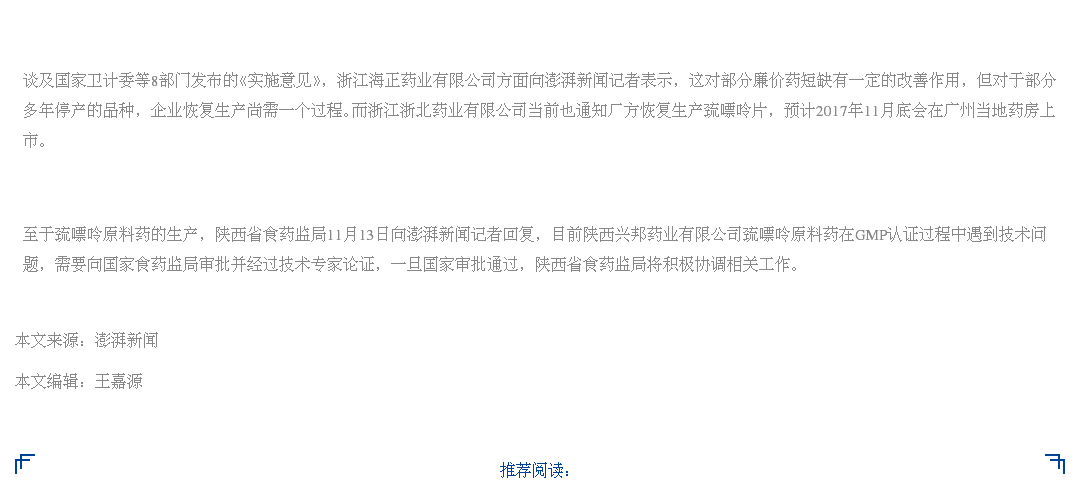 谈及国家卫计委等8部门发布的《实施意见》，浙江海正药业有限公司方面向澎湃新闻记者表示，这对部分廉价药短缺有一定的改善作用，但对于部分
多年停产的品种，企业恢复生产尚需一个过程。而浙江浙北药业有限公司当前也通知厂方恢复生产巯嘌呤片，预计2017年11月底会在广州当地药房上
市。
至于巯嘌呤原料药的生产，陕西省食药监局11月13日向澎湃新闻记者回复，目前陕西兴邦药业有限公司巯嘌呤原料药在GMP认证过程中遇到技术问
题，需要向国家食药监局审批并经过技术专家论证，一旦国家审批通过，陕西省食药监局将积极协调相关工作。
本文来源：澎湃新闻
本文编辑：王嘉源
推荐阅读：